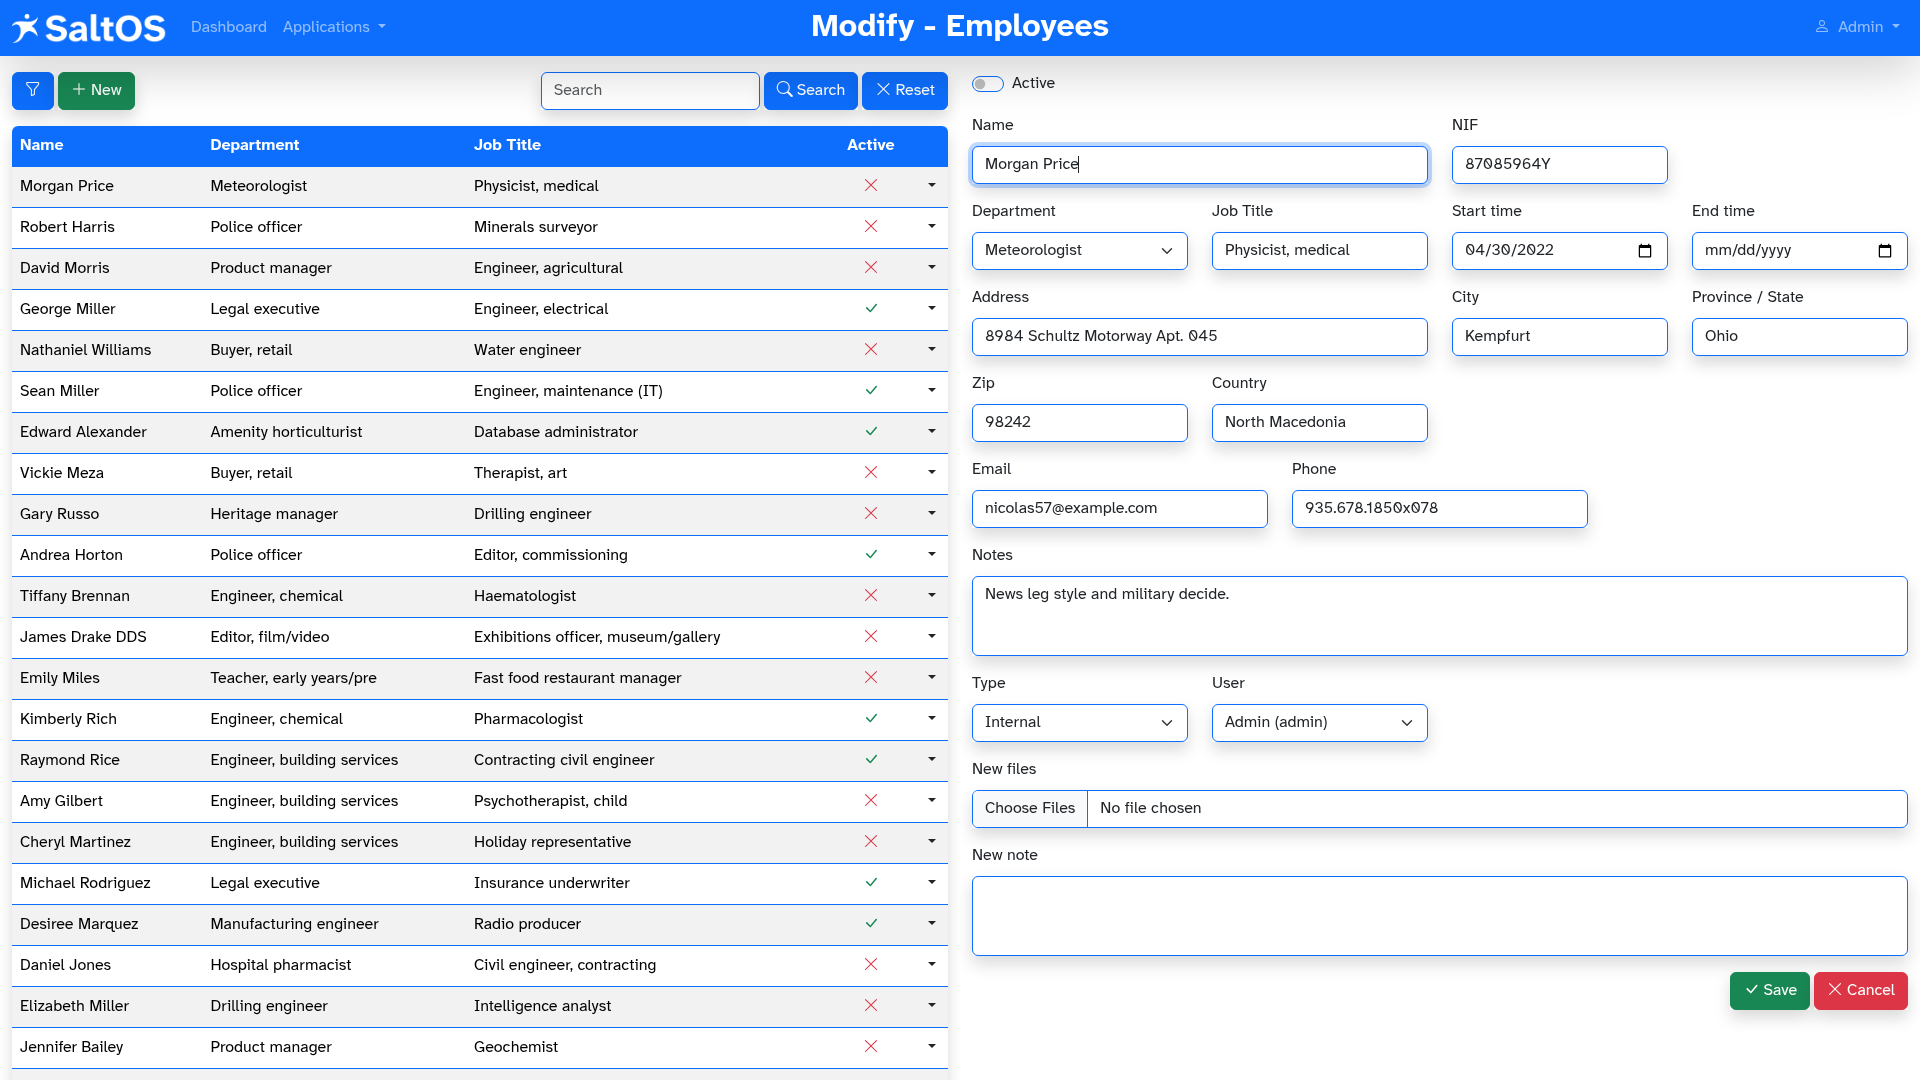 SaltOS Dashboard Applications Modify - Employees Admin
New Search Search Reset
Name Department Job Title Active
Morgan Price Meteorologist Physicist, medical
Robert Harris Police officer Minerals surveyor
David Morris Product manager Engineer, agricultural
George Miller Legal executive Engineer, electrical
Nathaniel Williams Buyer, retail Water engineer
Sean Miller Police officer Engineer, maintenance (IT)
Edward Alexander Amenity horticulturist Database administrator
Vickie Meza Buyer, retail Therapist, art
Gary Russo Heritage manager Drilling engineer
Andrea Horton Police officer Editor, commissioning
Tiffany Brennan Engineer, chemical Haematologist
James Drake DDS Editor, film/video Exhibitions officer, museum/gallery
Emily Miles Teacher, early years/pre Fast food restaurant manager
Kimberly Rich Engineer, chemical Pharmacologist
Raymond Rice Engineer, building services Contracting civil engineer
Amy Gilbert Engineer, building services Psychotherapist, child
Cheryl Martinez Engineer, building services Holiday representative
Michael Rodriguez Legal executive Insurance underwriter
Desiree Marquez Manufacturing engineer Radio producer
Daniel Jones Hospital pharmacist Civil engineer, contracting
Elizabeth Miller Drilling engineer Intelligence analyst
Jennifer Bailey Product manager Geochemist
Active
Name NIF
Morgan Price 87085964Y
Department Job Title Start time End time
Meteorologist Physicist, medical 04/30/2022 mm/dd/yyyy
Address City Province / State
8984 Schultz Motorway Apt. 045 Kempfurt Ohio
Zip Country
98242 North Macedonia
Email Phone
nicolas57@example.com 935.678.1850x078
Notes
News leg style and military decide.
Type User
Internal Admin (admin)
New files
Choose Files No file chosen
New note
Save Cancel